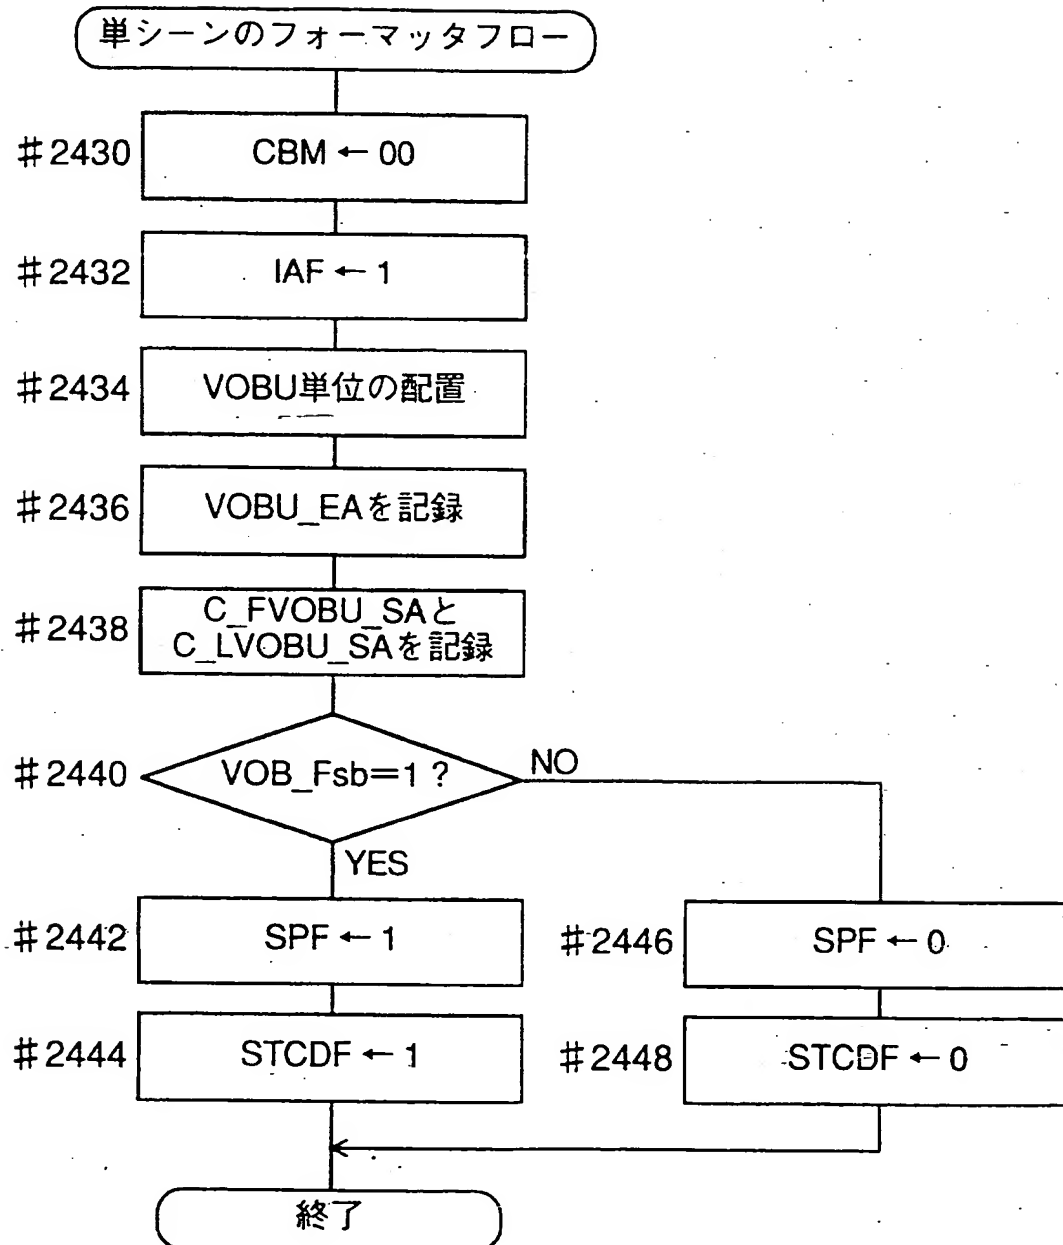 単シーンのフォーマッタフロー
#2430
CBM ← 00
#2432
IAF ← 1
#2434
VOBU単位の配置
#2436
VOBU_EAを記録
#2438
C_FVOBU_SAと
C_LVOBU_SAを記録
#2440
VOB_Fsb=1 ?
NO
YES
#2442
SPF ← 1
#2446
SPF ← 0
#2444
STCDF ← 1
#2448
STCDF ← 0
終了